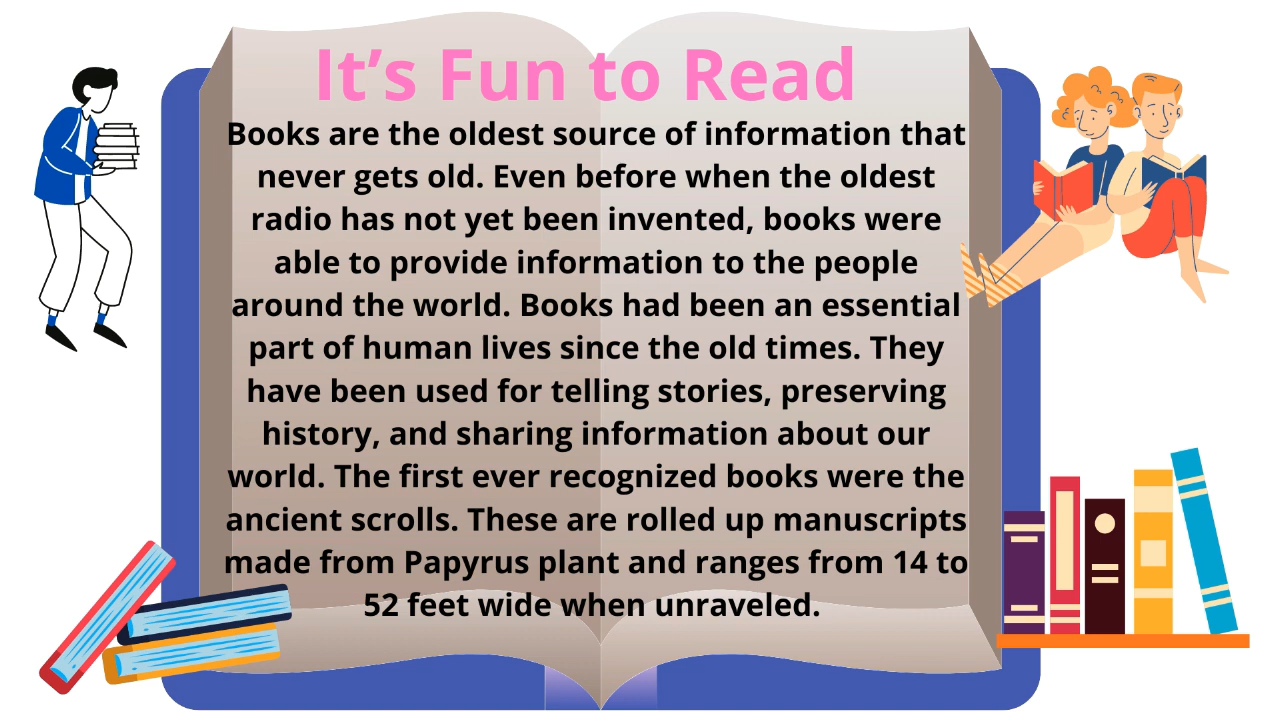 It’s Fun to Read
Books are the oldest source of information that
never gets old. Even before when the oldest
radio has not yet been invented, books were
able to provide information to the people
around the world. Books had been an essential
part of human lives since the old times. They
have been used for telling stories, preserving
history, and sharing information about our
world. The first ever recognized books were the
ancient scrolls. These are rolled up manuscripts
made from Papyrus plant and ranges from 14 to
52 feet wide when unraveled.